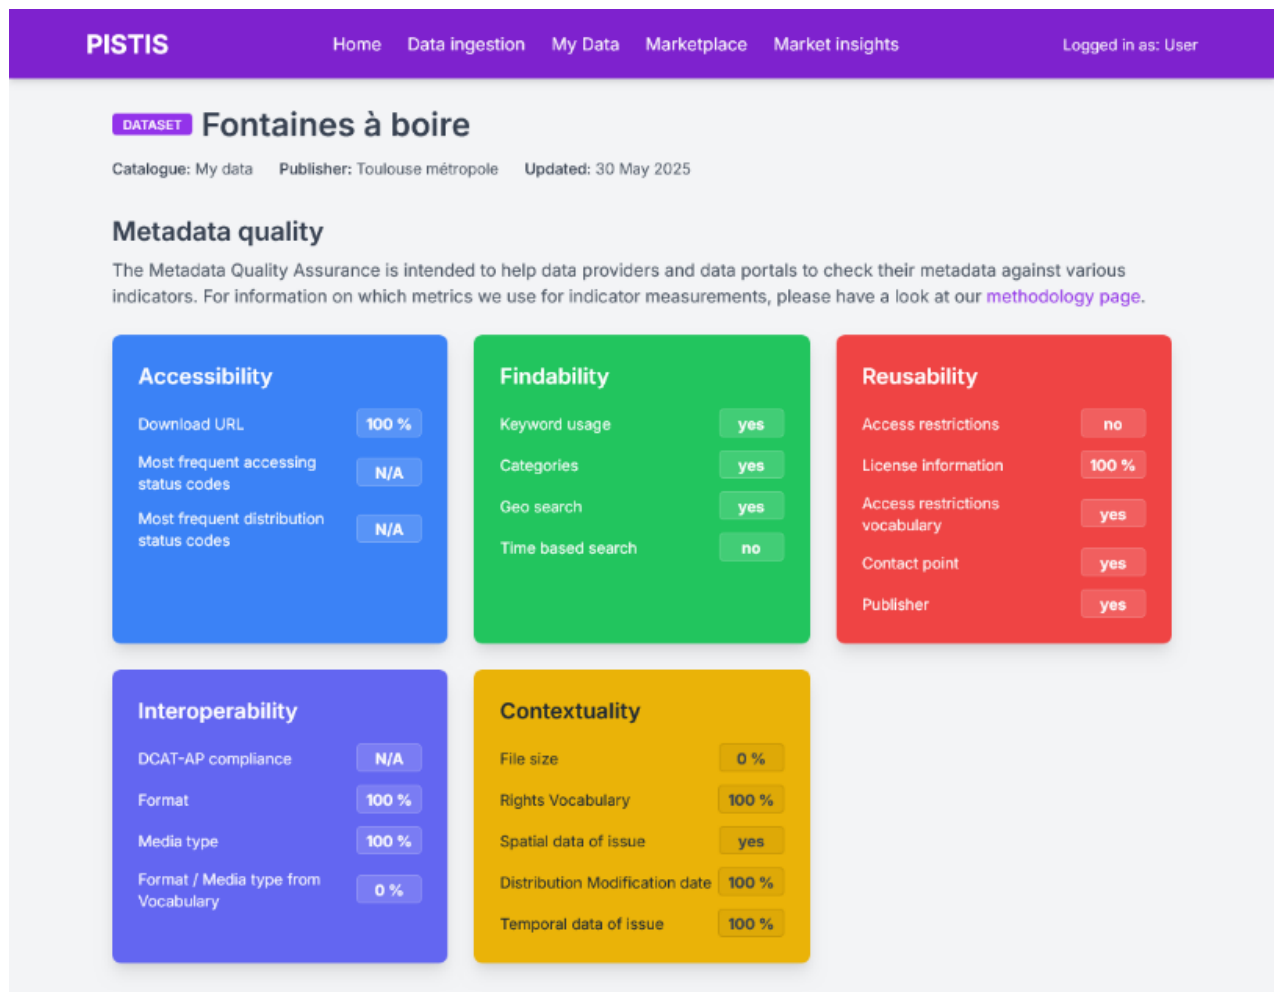 PISTIS
Home Data ingestion My Data Marketplace Market insights
Logged in as: User
DATASET Fontaines à boire
Catalogue: My data Publisher: Toulouse métropole Updated: 30 May 2025
Metadata quality
The Metadata Quality Assurance is intended to help data providers and data portals to check their metadata against various
indicators. For information on which metrics we use for indicator measurements, please have a look at our methodology page.
Accessibility
Download URL 100 %
Most frequent accessing
status codes N/A
Most frequent distribution
status codes N/A
Findability
Keyword usage yes
Categories yes
Geo search yes
Time based search no
Reusability
Access restrictions no
License information 100 %
Access restrictions
vocabulary yes
Contact point yes
Publisher yes
Interoperability
DCAT-AP compliance N/A
Format 100 %
Media type 100 %
Format / Media type from
Vocabulary 0 %
Contextuality
File size 0 %
Rights Vocabulary 100 %
Spatial data of issue yes
Distribution Modification date 100 %
Temporal data of issue 100 %